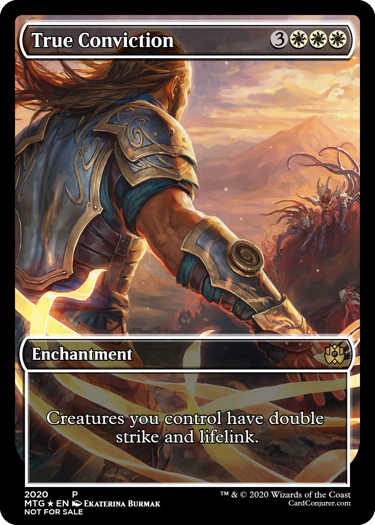 True Conviction 3
Enchantment
Creatures you control have double
strike and lifelink.
2020 P
MTG ★ EN Ekaterina Burmak
NOT FOR SALE
™ & © 2020 Wizards of the Coast
CardConjurer.com